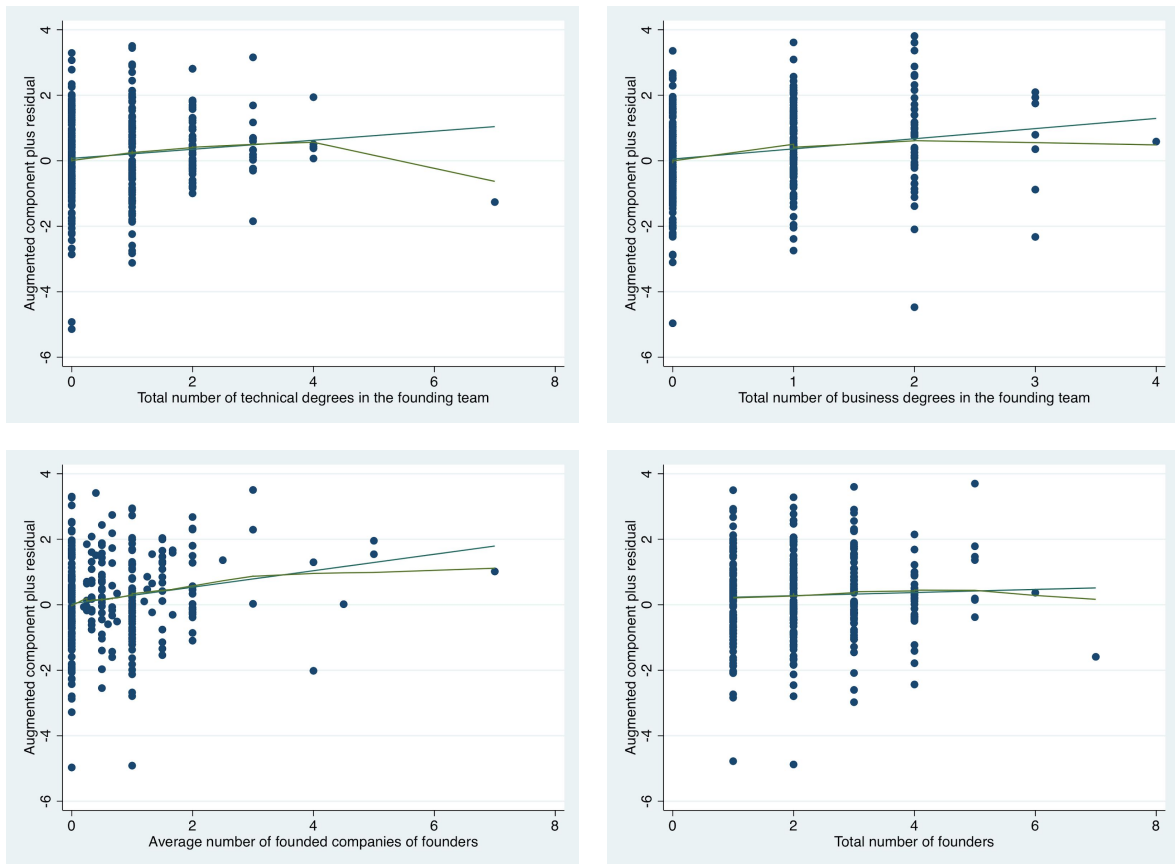 Augmented component plus residual
4
2
0
-2
-4
-6
0 2 4 6 8
Total number of technical degrees in the founding team
Augmented component plus residual
4
2
0
-2
-4
-6
0 1 2 3 4
Total number of business degrees in the founding team
Augmented component plus residual
4
2
0
-2
-4
-6
0 2 4 6 8
Average number of founded companies of founders
Augmented component plus residual
4
2
0
-2
-4
-6
0 2 4 6 8
Total number of founders